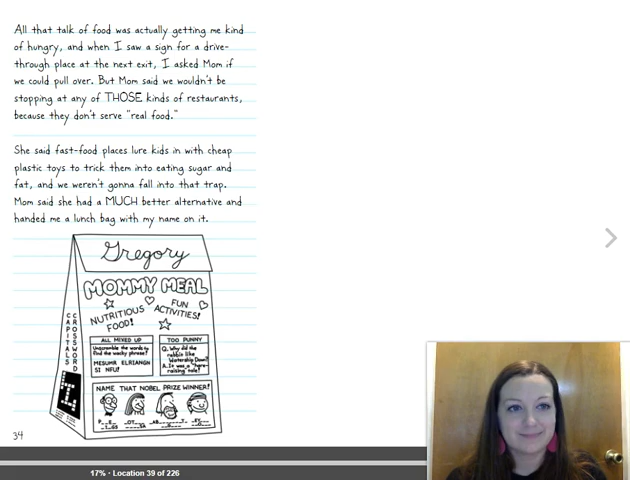 All that talk of food was actually getting me kind
of hungry, and when I saw a sign for a drive-
through place at the next exit, I asked Mom if
we could pull over. But Mom said we wouldn't be
stopping at any of THOSE kinds of restaurants,
because they don't serve "real food."
She said fast-food places lure kids in with cheap
plastic toys to trick them into eating sugar and
fat, and we weren't gonna fall into that trap.
Mom said she had a MUCH better alternative and
handed me a lunch bag with my name on it.
Gregory
MOMMY MEAL
NUTRITIOUS
FOOD!
FUN
ACTIVITIES!
CAPITALS
CROSSWORD
ALL MIXED UP
Unscramble the words to
find the wacky phrase!
MESUMR ELRIANGN
SI NFU!
TOO PUNNY
Q. Why did the
rabbit like
Watership Down?
A. It was a "hare-
raising tale!
NAME THAT NOBEL PRIZE WINNER!
34
17% · Location 39 of 226